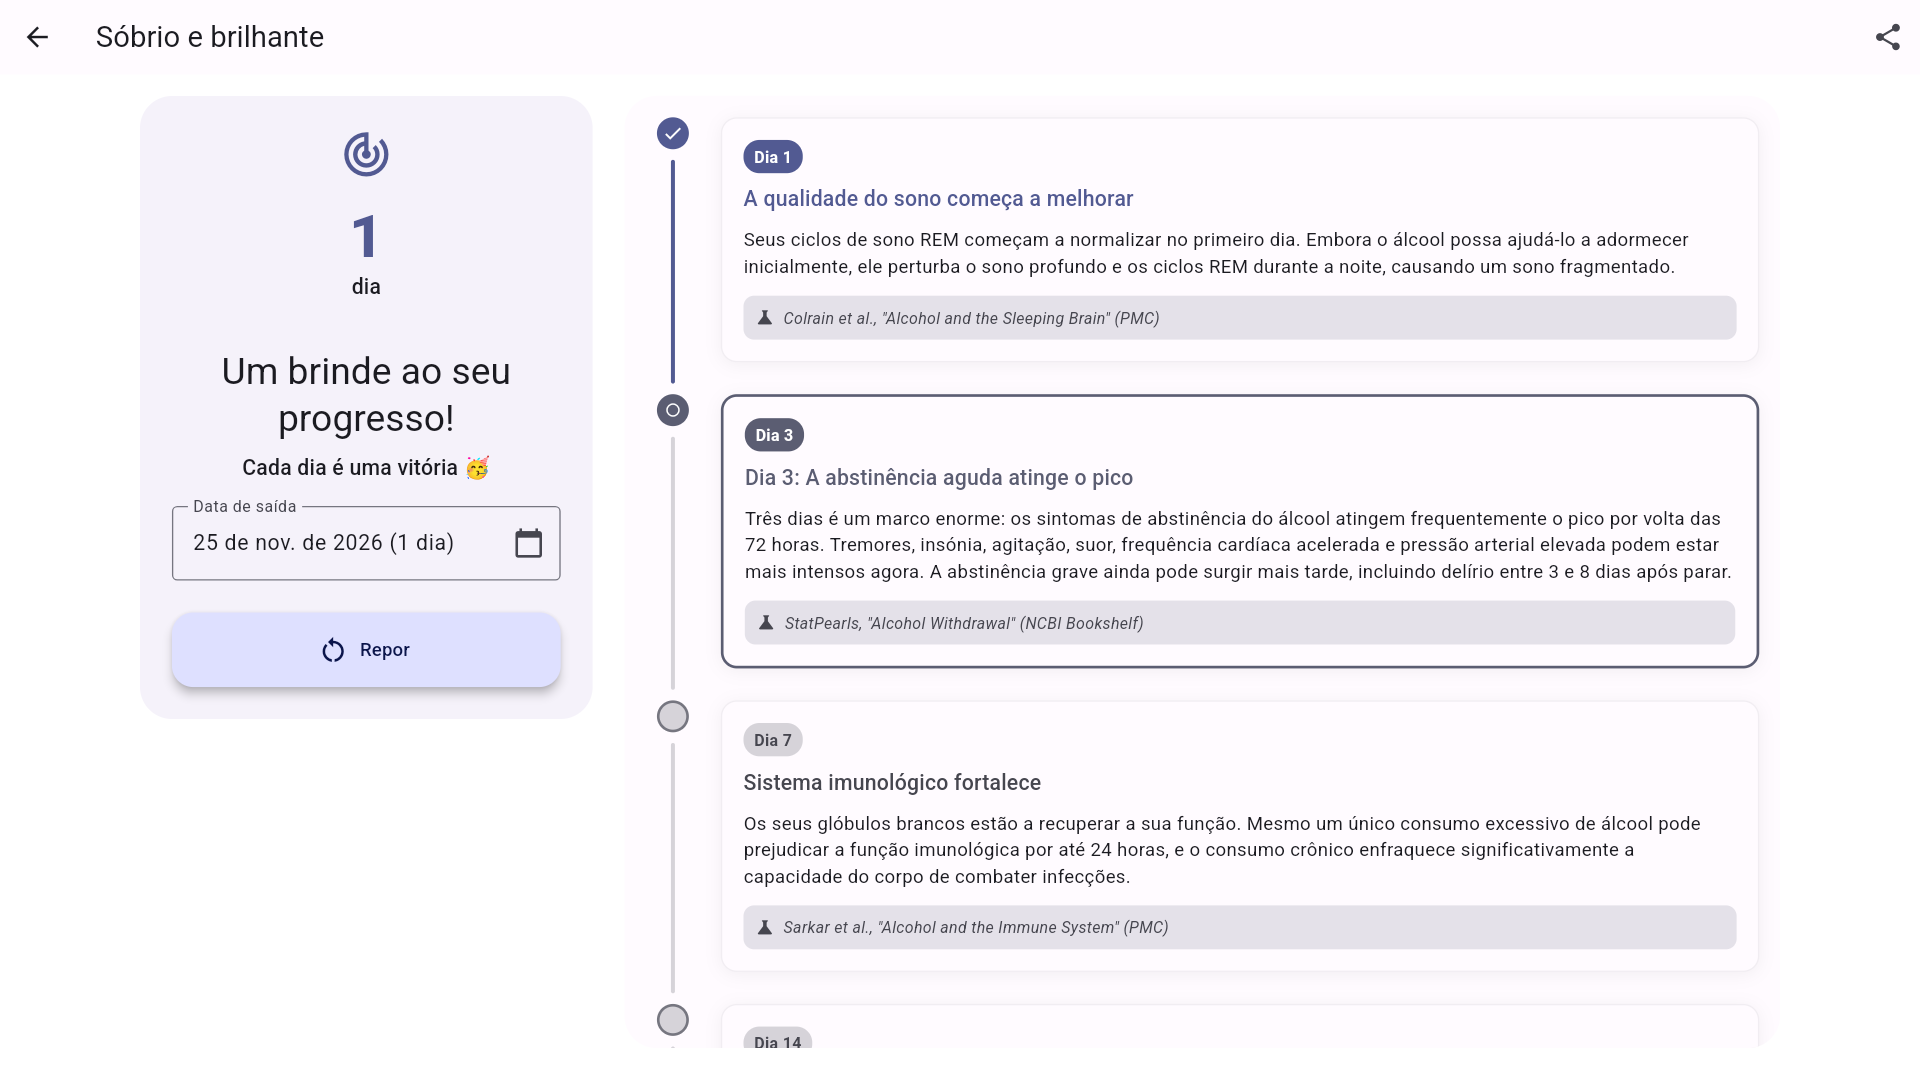 Sóbrio e brilhante
1
dia
Um brinde ao seu
progresso!
Cada dia é uma vitória 🥳
Data de saída
25 de nov. de 2026 (1 dia)
Repor
Dia 1
A qualidade do sono começa a melhorar
Seus ciclos de sono REM começam a normalizar no primeiro dia. Embora o álcool possa ajudá-lo a adormecer
inicialmente, ele perturba o sono profundo e os ciclos REM durante a noite, causando um sono fragmentado.
Colrain et al., "Alcohol and the Sleeping Brain" (PMC)
Dia 3
Dia 3: A abstinência aguda atinge o pico
Três dias é um marco enorme: os sintomas de abstinência do álcool atingem frequentemente o pico por volta das
72 horas. Tremores, insónia, agitação, suor, frequência cardíaca acelerada e pressão arterial elevada podem estar
mais intensos agora. A abstinência grave ainda pode surgir mais tarde, incluindo delírio entre 3 e 8 dias após parar.
StatPearls, "Alcohol Withdrawal" (NCBI Bookshelf)
Dia 7
Sistema imunológico fortalece
Os seus glóbulos brancos estão a recuperar a sua função. Mesmo um único consumo excessivo de álcool pode
prejudicar a função imunológica por até 24 horas, e o consumo crônico enfraquece significativamente a
capacidade do corpo de combater infecções.
Sarkar et al., "Alcohol and the Immune System" (PMC)
Dia 14